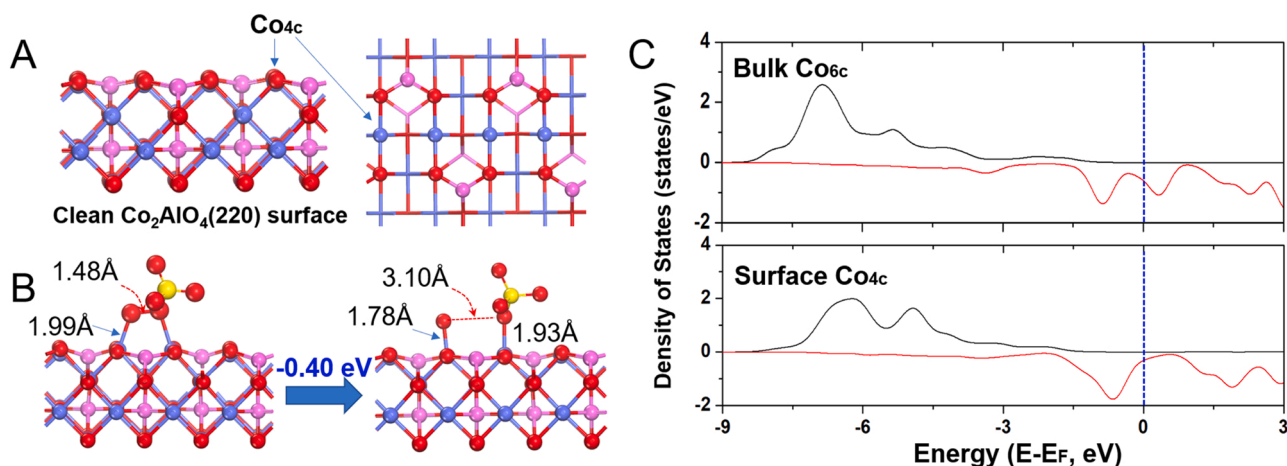 A
Co4c
Clean Co2AlO4(220) surface
B
1.48Å
1.99Å
-0.40 eV
3.10Å
1.78Å
1.93Å
C
Density of States (states/eV)
4
Bulk Co6c
2
0
-2
4
Surface Co4c
2
0
-2
-9
-6
-3
0
3
Energy (E-EF, eV)